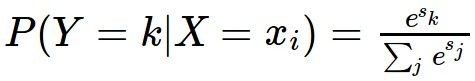 P(Y = k|X = x_i) = \frac{e^{s_k}}{\sum_j e^{s_j}}